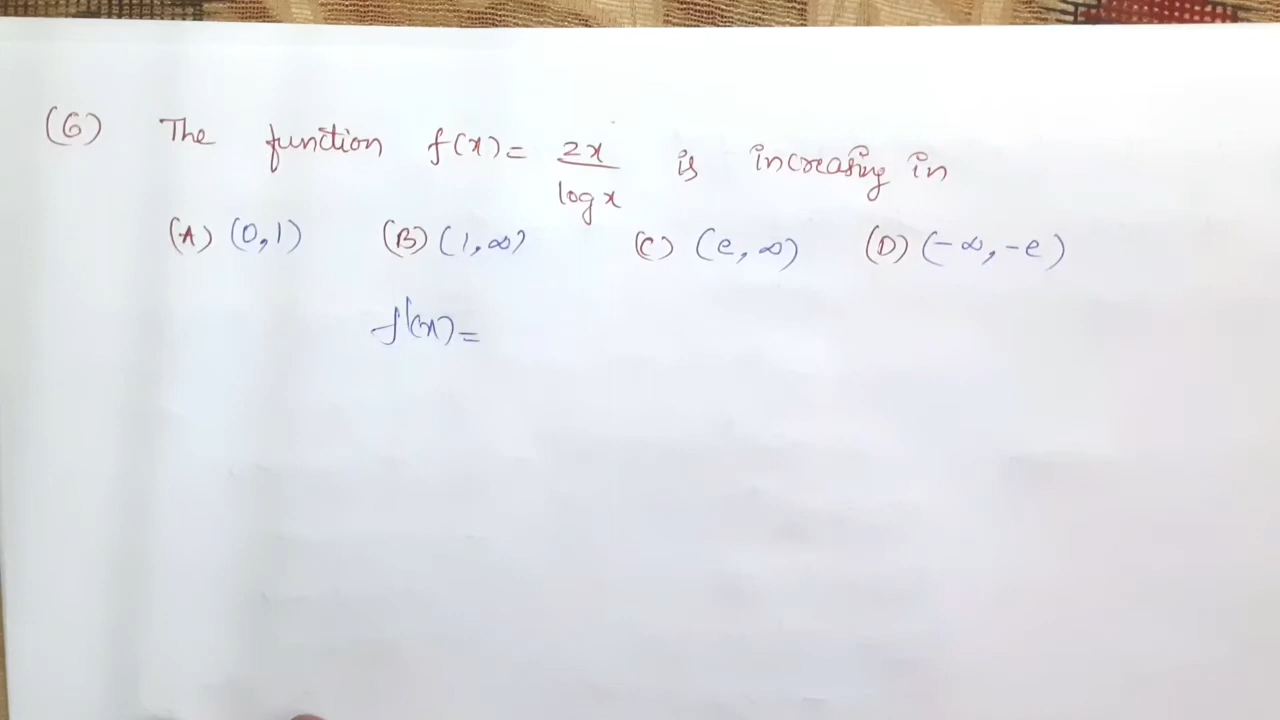 (6) The function f(x) = 2x / log x is increasing in
(A) (0,1) (B) (1,∞) (C) (e,∞) (D) (-∞,-e)
f'(x) =